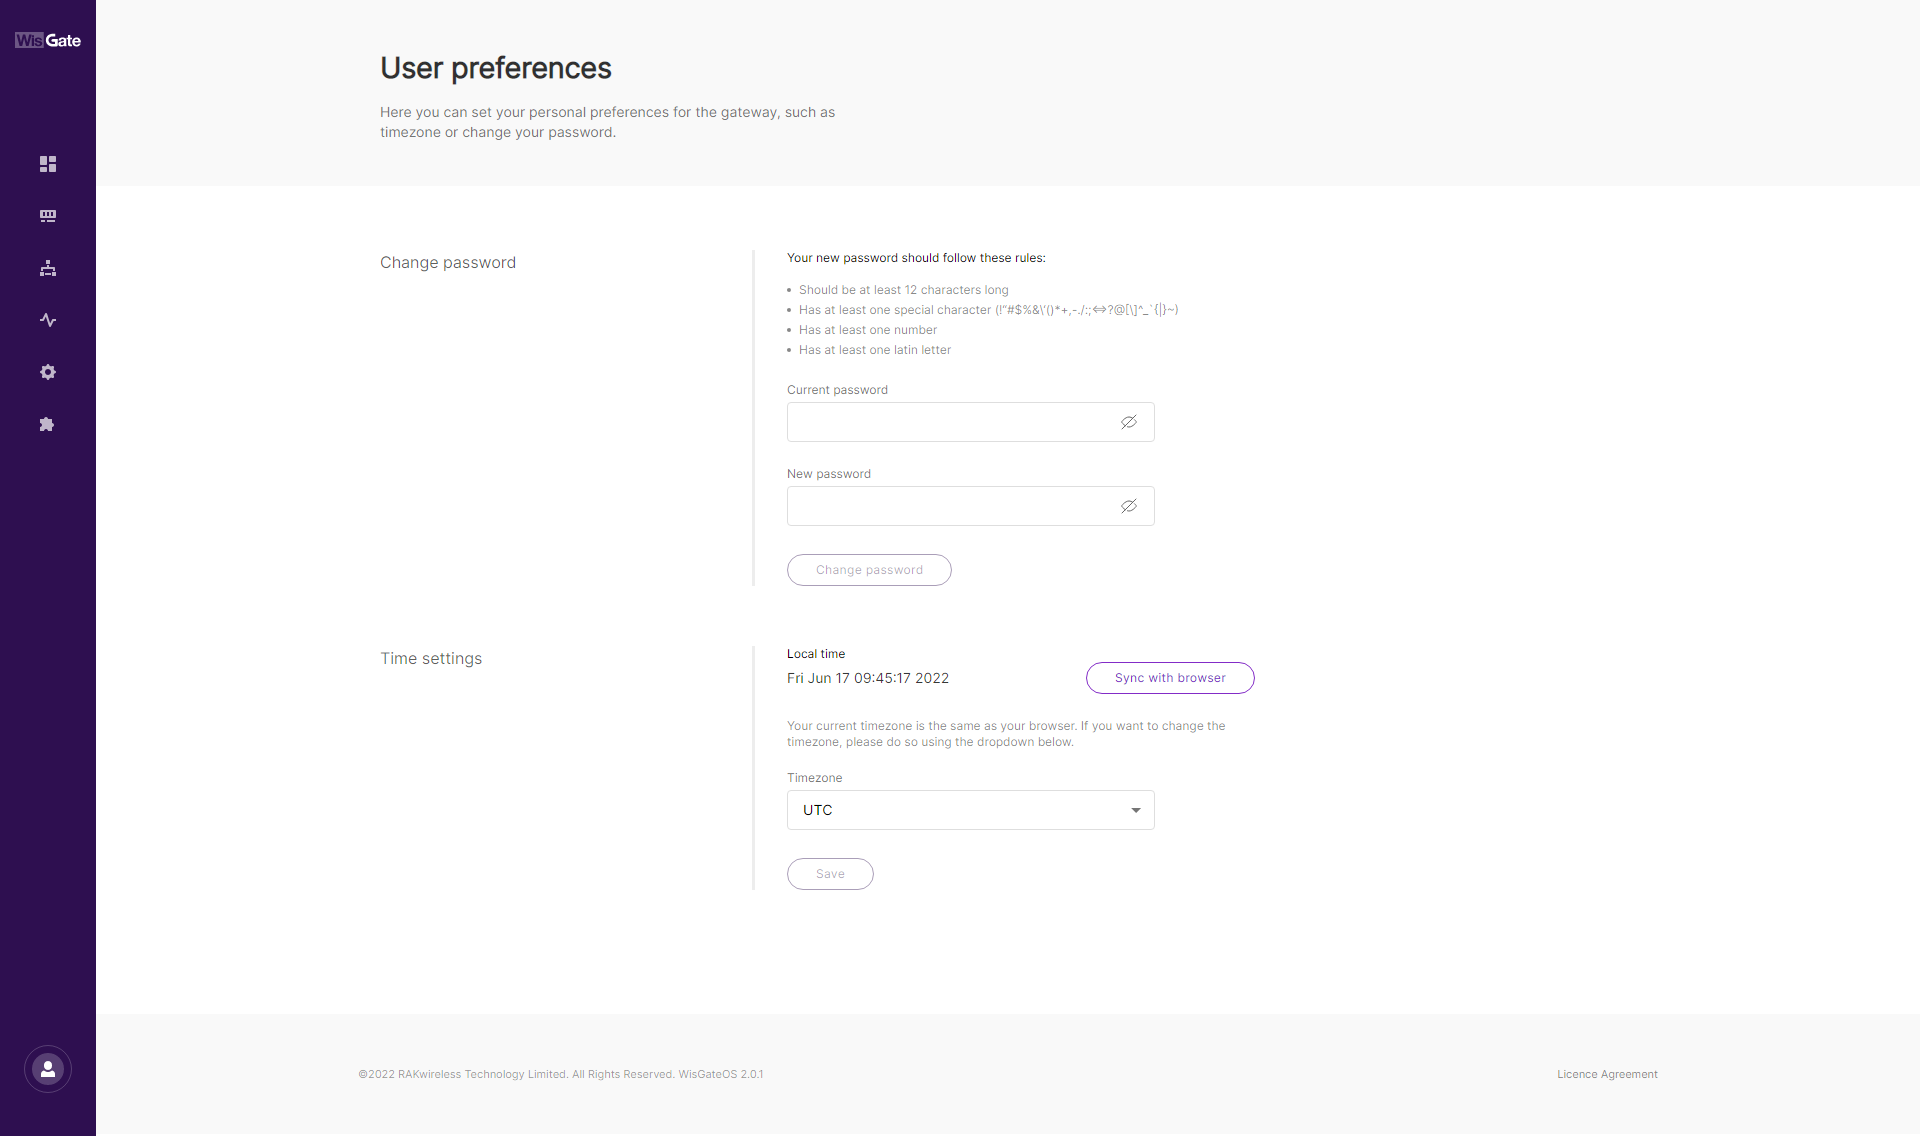 WisGate
User preferences
Here you can set your personal preferences for the gateway, such as
timezone or change your password.
Change password
Your new password should follow these rules:
• Should be at least 12 characters long
• Has at least one special character (!"#$%&\'()*+,-./:;<=>?@[\]^_`{|}~)
• Has at least one number
• Has at least one latin letter
Current password
New password
Change password
Time settings
Local time
Fri Jun 17 09:45:17 2022
Sync with browser
Your current timezone is the same as your browser. If you want to change the
timezone, please do so using the dropdown below.
Timezone
UTC
Save
©2022 RAKwireless Technology Limited. All Rights Reserved. WisGateOS 2.0.1
Licence Agreement